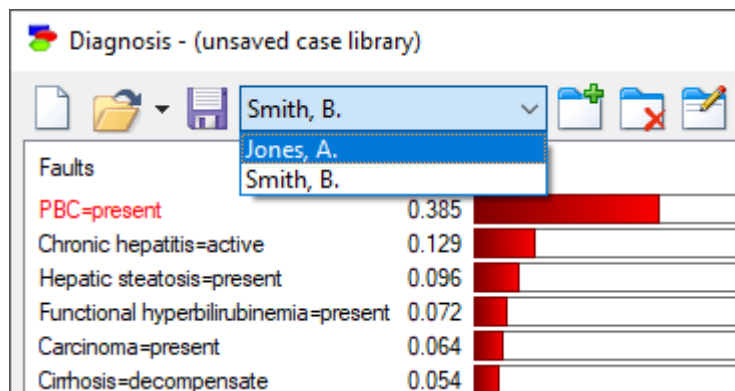 Diagnosis - (unsaved case library)
Smith, B.
Jones, A.
Smith, B.
Faults
PBC=present 0.385
Chronic hepatitis=active 0.129
Hepatic steatosis=present 0.096
Functional hyperbilirubinemia=present 0.072
Carcinoma=present 0.064
Cirrhosis=decompensate 0.054